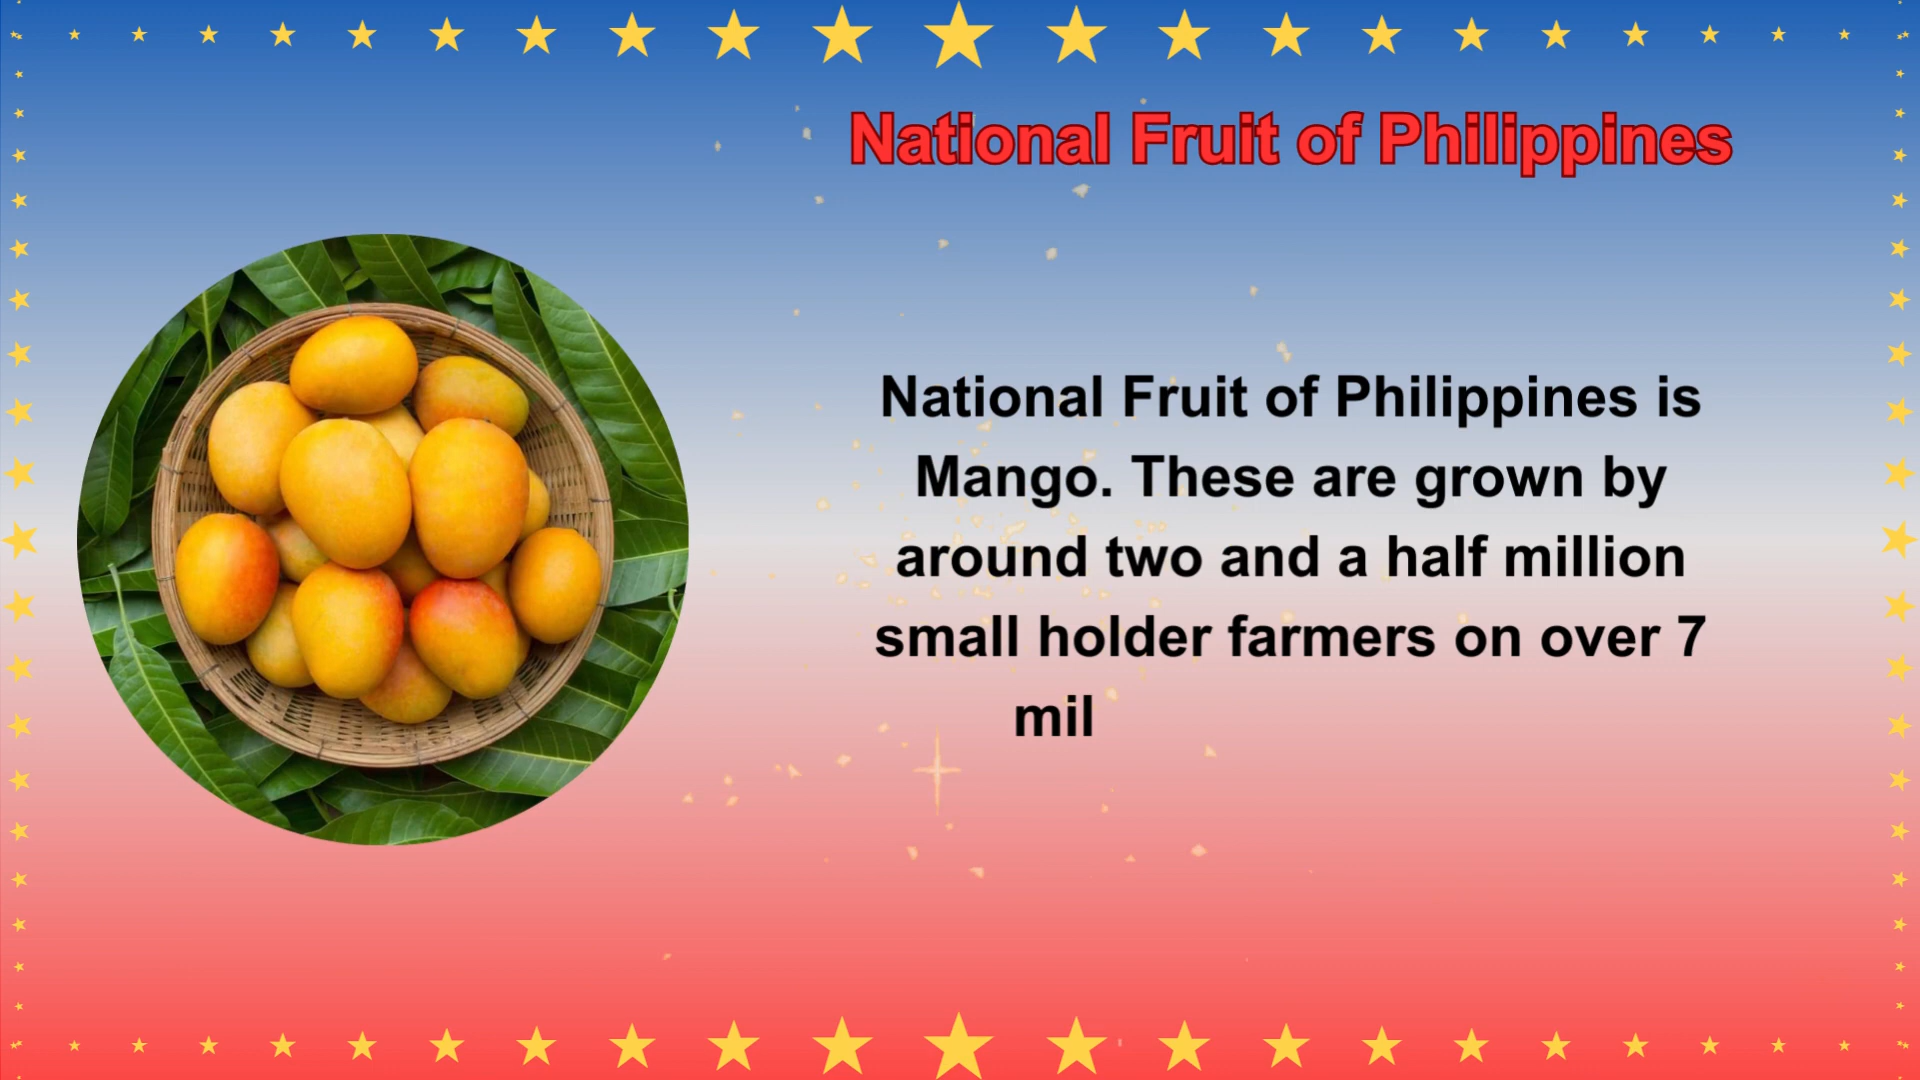 National Fruit of Philippines
National Fruit of Philippines is
Mango. These are grown by
around two and a half million
small holder farmers on over 7
mil